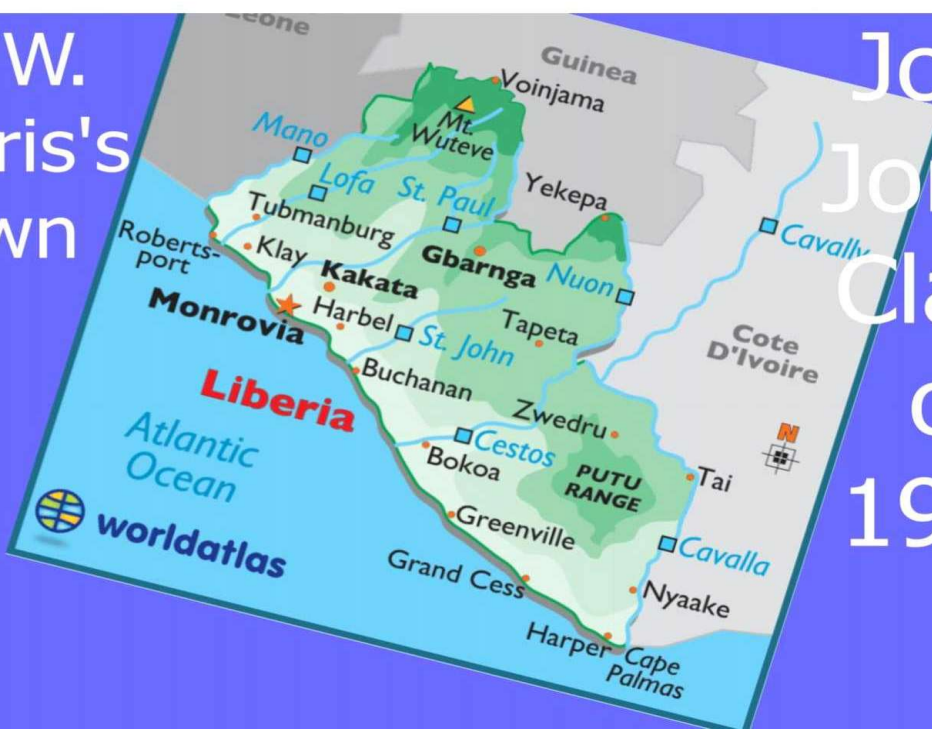 W.
ris's
wn
Jo
Jo
Cla
19
Leone
Guinea
Voinjama
Mt.
Wuteve
Mano
Lofa
St. Paul
Yekepa
Tubmanburg
Cavally
Roberts-
port
Klay
Gbarnga
Nuon
Kakata
Monrovia
Harbel
St. John
Tapeta
Cote
D'Ivoire
Buchanan
Liberia
Zwedru
Atlantic
Ocean
Cestos
N
Bokoa
PUTU
RANGE
Tai
worldatlas
Greenville
Cavalla
Grand Cess
Nyaake
Harper
Cape
Palmas